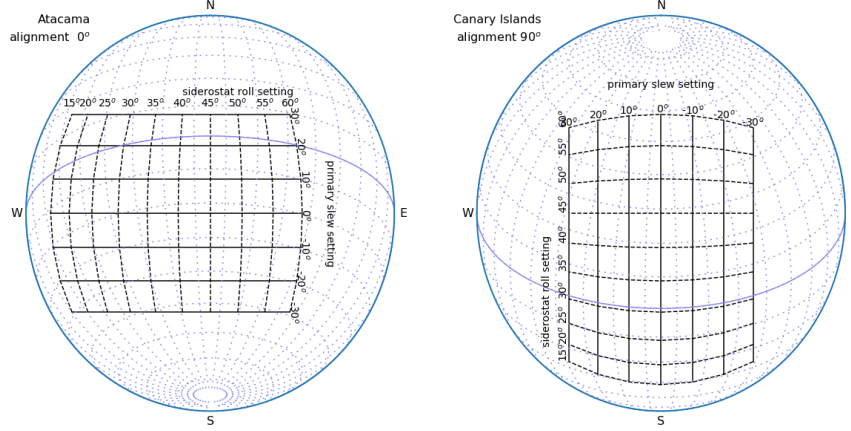 Atacama
alignment 0°
N
siderostat roll setting
15° 20° 25° 30° 35° 40° 45° 50° 55° 60°
30°
20°
10°
0°
-10°
-20°
-30°
primary slew setting
W
E
S
Canary Islands
alignment 90°
N
primary slew setting
30° 20° 10° 0° -10° -20° -30°
60°
55°
50°
45°
40°
35°
30°
25°
20°
15°
siderostat roll setting
W
S